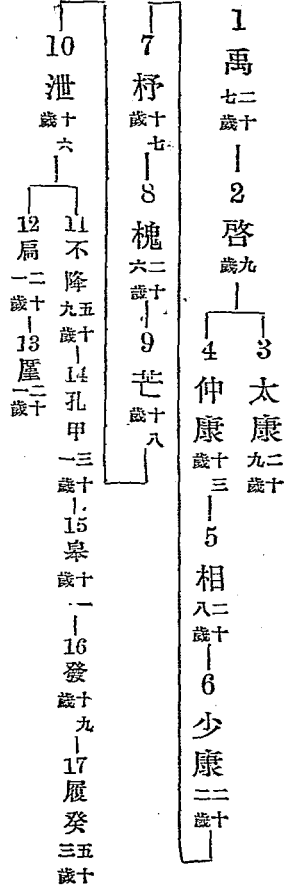 1 禹 二十七歲
2 啓 九歲
3 太康 二十九歲
4 仲康 十三歲
5 相 二十八歲
6 少康 二十二歲
7 杼 十七歲
8 槐 二十六歲
9 芒 十八歲
10 泄 十六歲
11 不降 五十九歲
12 扃 二十一歲
13 厪 二十一歲
14 孔甲 三十一歲
15 皋 十一歲
16 發 十九歲
17 履癸 五十三歲